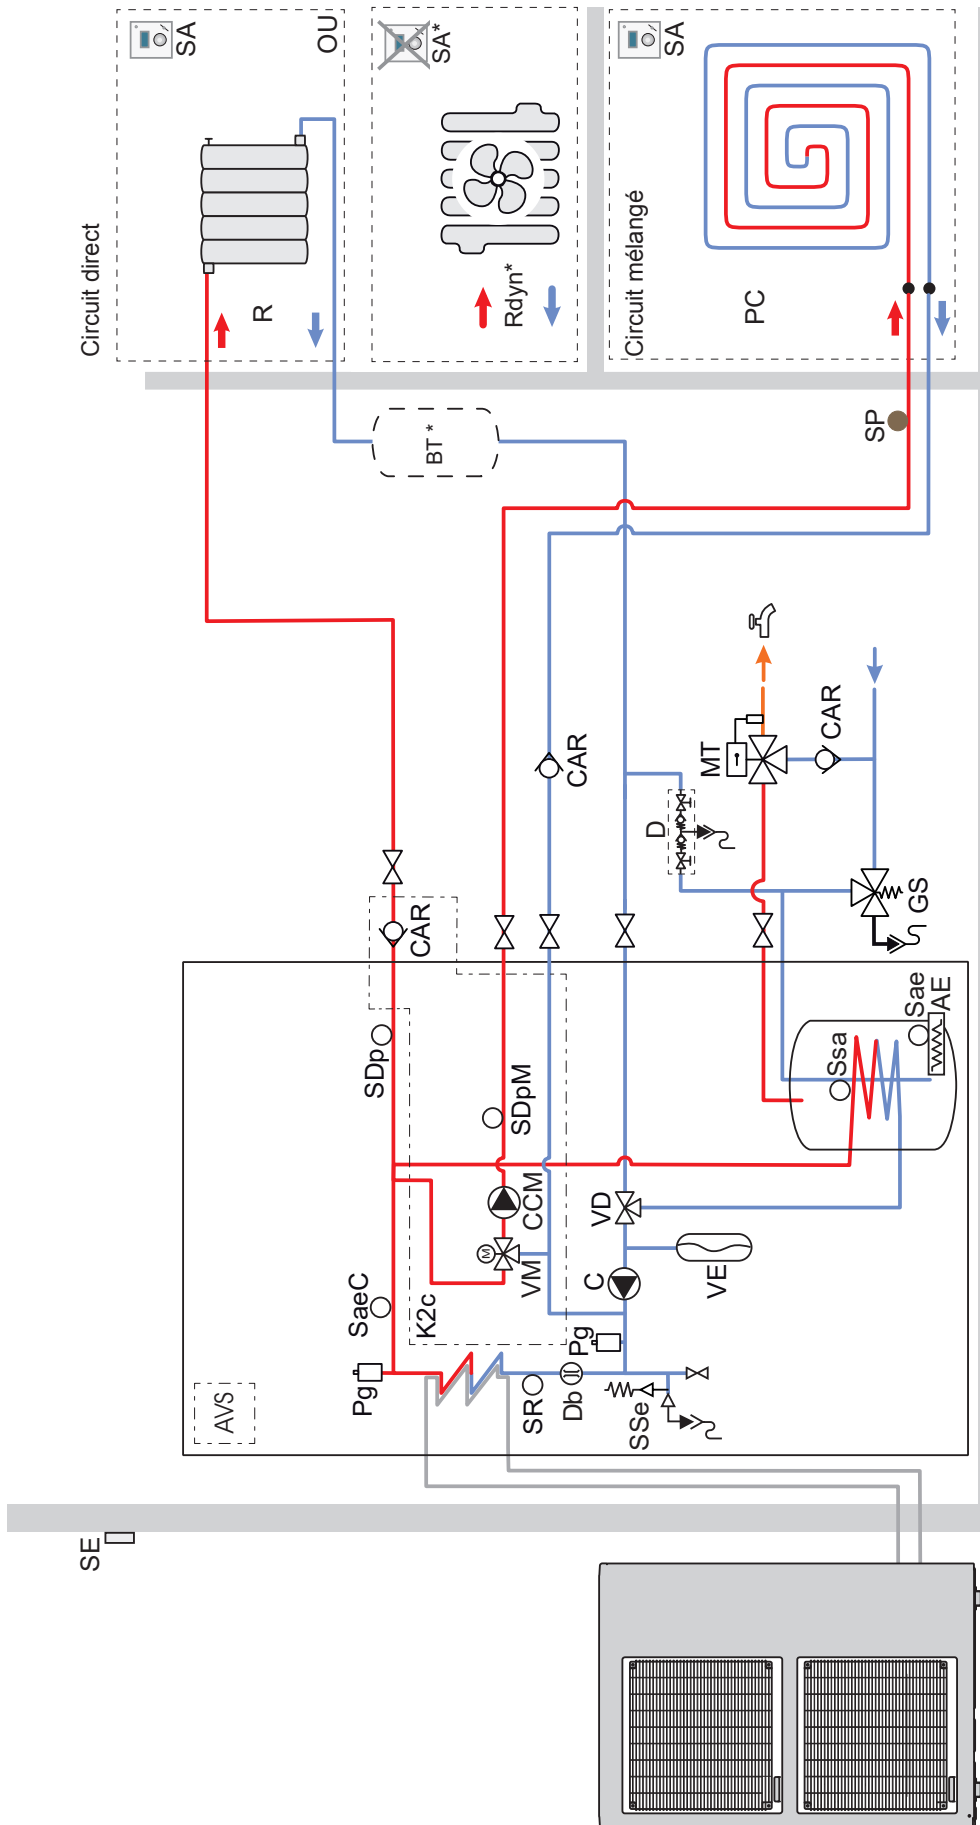 Circuit direct
SA
OU
R
SA*
Rdyn*
Circuit mélangé
SA
PC
BT *
SP
CAR
MT
CAR
D
CAR
GS
SDp
SDpM
Sae
AE
Ssa
CCM
VM
VD
M
SaeC
K2c
C
VE
Pg
Pg
AVS
SR
Db
SSe
SE